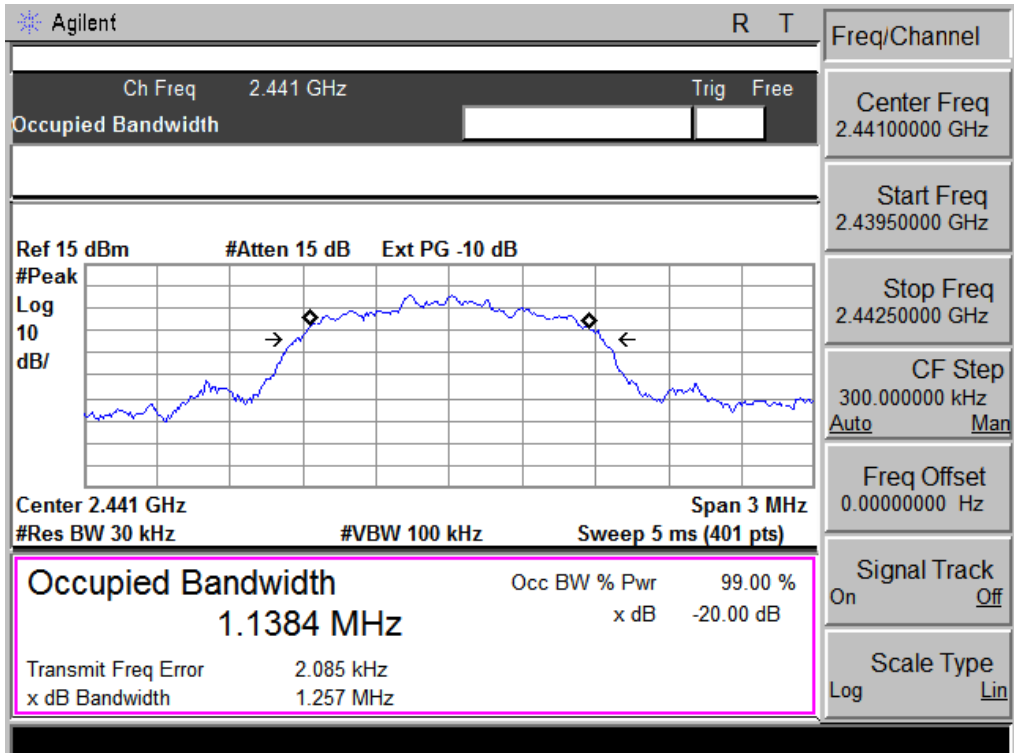 Agilent R T
Ch Freq 2.441 GHz Trig Free
Occupied Bandwidth
Ref 15 dBm #Atten 15 dB Ext PG -10 dB
#Peak
Log
10
dB/
Center 2.441 GHz Span 3 MHz
#Res BW 30 kHz #VBW 100 kHz Sweep 5 ms (401 pts)
Occupied Bandwidth Occ BW % Pwr 99.00 %
1.1384 MHz x dB -20.00 dB
Transmit Freq Error 2.085 kHz
x dB Bandwidth 1.257 MHz
Freq/Channel
Center Freq
2.44100000 GHz
Start Freq
2.43950000 GHz
Stop Freq
2.44250000 GHz
CF Step
300.000000 kHz
Auto Man
Freq Offset
0.00000000 Hz
Signal Track
On Off
Scale Type
Log Lin